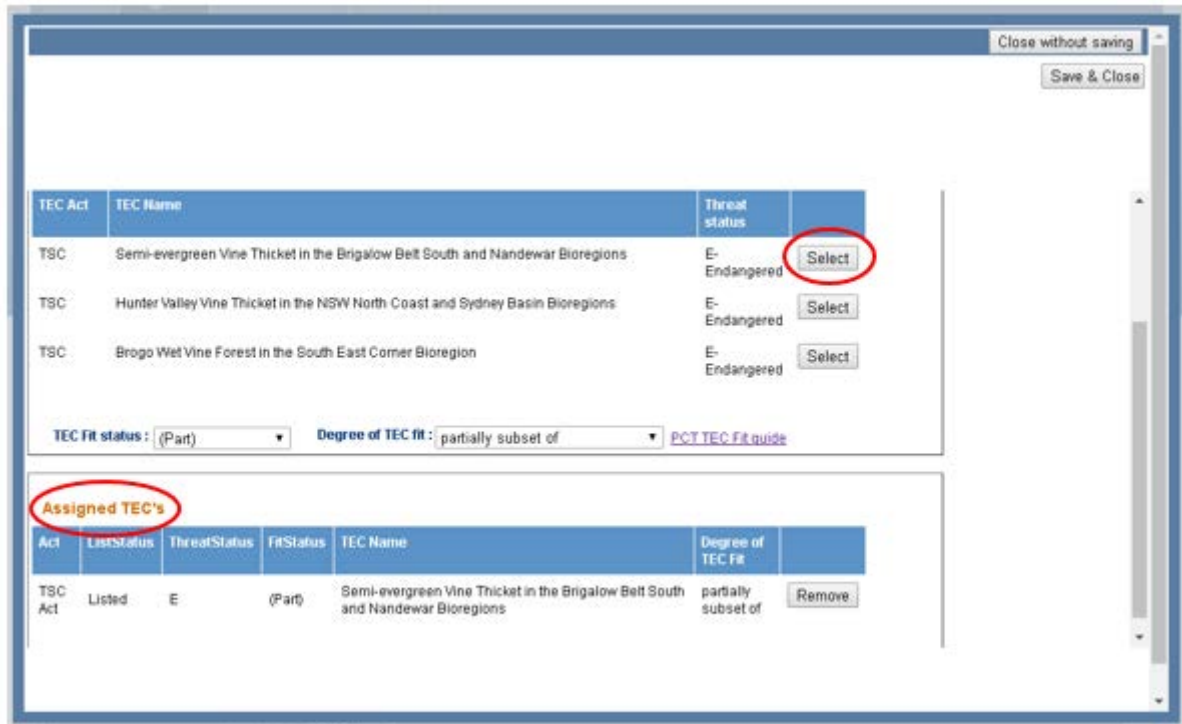 Close without saving
Save & Close
TEC Act TEC Name Threat status
TSC Semi-evergreen Vine Thicket in the Brigalow Belt South and Nandewar Bioregions E-Endangered Select
TSC Hunter Valley Vine Thicket in the NSW North Coast and Sydney Basin Bioregions E-Endangered Select
TSC Brogo Wet Vine Forest in the South East Corner Bioregion E-Endangered Select
TEC Fit status : (Part) Degree of TEC fit : partially subset of PCT TEC Fit guide
Assigned TEC's
Act ListStatus ThreatStatus FitStatus TEC Name Degree of TEC Fit
TSC Act Listed E (Part) Semi-evergreen Vine Thicket in the Brigalow Belt South and Nandewar Bioregions partially subset of Remove